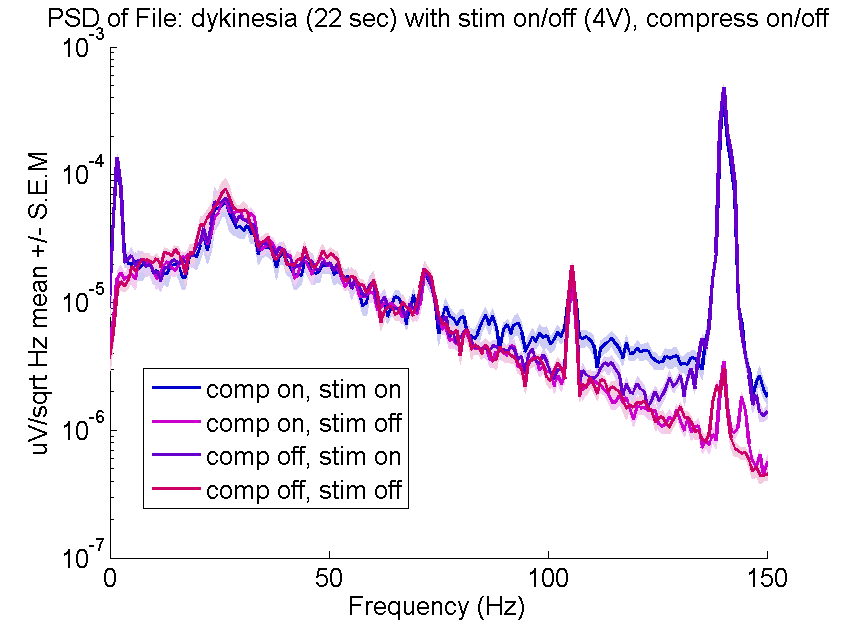 PSD of File: dykinesia (22 sec) with stim on/off (4V), compress on/off
10^-3
10^-4
10^-5
10^-6
10^-7
uV/sqrt Hz mean +/- S.E.M
comp on, stim on
comp on, stim off
comp off, stim on
comp off, stim off
0 50 100 150
Frequency (Hz)